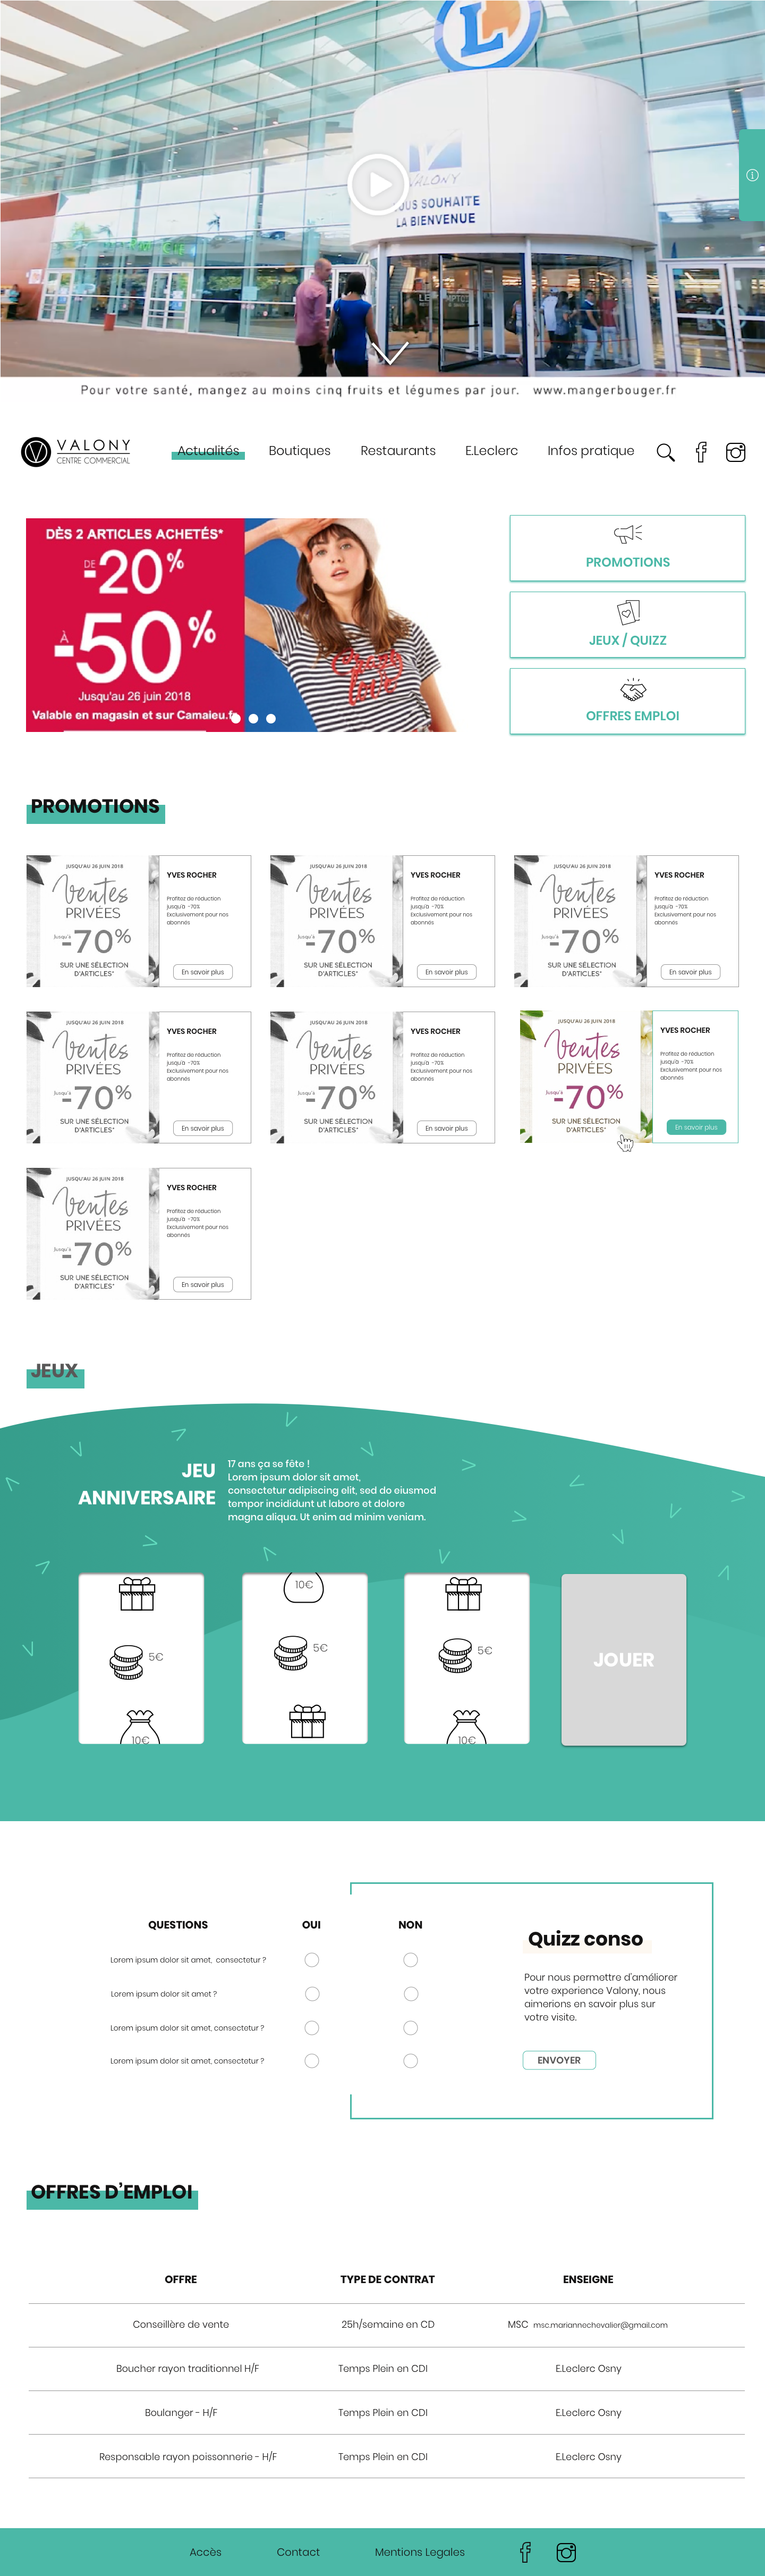 L
VALONY
VOUS SOUHAITE
LA BIENVENUE
Pour votre santé, mangez au moins cinq fruits et légumes par jour. www.mangerbouger.fr
VALONY
CENTRE COMMERCIAL
Actualités
Boutiques
Restaurants
E.Leclerc
Infos pratique
DÈS 2 ARTICLES ACHETÉS*
DE -20%
À -50%
Jusqu'au 26 juin 2018
Valable en magasin et sur Camaieu.fr
PROMOTIONS
JEUX / QUIZZ
OFFRES EMPLOI
PROMOTIONS
JUSQU'AU 26 JUIN 2018
Ventes
PRIVÉES
Jusqu'à
-70%
SUR UNE SÉLECTION
D'ARTICLES*
YVES ROCHER
Profitez de réduction
jusqu'à -70%
Exclusivement pour nos
abonnés
En savoir plus
JUSQU'AU 26 JUIN 2018
Ventes
PRIVÉES
Jusqu'à
-70%
SUR UNE SÉLECTION
D'ARTICLES*
YVES ROCHER
Profitez de réduction
jusqu'à -70%
Exclusivement pour nos
abonnés
En savoir plus
JUSQU'AU 26 JUIN 2018
Ventes
PRIVÉES
Jusqu'à
-70%
SUR UNE SÉLECTION
D'ARTICLES*
YVES ROCHER
Profitez de réduction
jusqu'à -70%
Exclusivement pour nos
abonnés
En savoir plus
JUSQU'AU 26 JUIN 2018
Ventes
PRIVÉES
Jusqu'à
-70%
SUR UNE SÉLECTION
D'ARTICLES*
YVES ROCHER
Profitez de réduction
jusqu'à -70%
Exclusivement pour nos
abonnés
En savoir plus
JUSQU'AU 26 JUIN 2018
Ventes
PRIVÉES
Jusqu'à
-70%
SUR UNE SÉLECTION
D'ARTICLES*
YVES ROCHER
Profitez de réduction
jusqu'à -70%
Exclusivement pour nos
abonnés
En savoir plus
JUSQU'AU 26 JUIN 2018
Ventes
PRIVÉES
Jusqu'à
-70%
SUR UNE SÉLECTION
D'ARTICLES*
YVES ROCHER
Profitez de réduction
jusqu'à -70%
Exclusivement pour nos
abonnés
En savoir plus
JUSQU'AU 26 JUIN 2018
Ventes
PRIVÉES
Jusqu'à
-70%
SUR UNE SÉLECTION
D'ARTICLES*
YVES ROCHER
Profitez de réduction
jusqu'à -70%
Exclusivement pour nos
abonnés
En savoir plus
JEUX
JEU
ANNIVERSAIRE
17 ans ça se fête !
Lorem ipsum dolor sit amet,
consectetur adipiscing elit, sed do eiusmod
tempor incididunt ut labore et dolore
magna aliqua. Ut enim ad minim veniam.
5€
10€
10€
5€
5€
10€
JOUER
QUESTIONS OUI NON
Lorem ipsum dolor sit amet, consectetur ?
Lorem ipsum dolor sit amet ?
Lorem ipsum dolor sit amet, consectetur ?
Lorem ipsum dolor sit amet, consectetur ?
Quizz conso
Pour nous permettre d'améliorer
votre experience Valony, nous
aimerions en savoir plus sur
votre visite.
ENVOYER
OFFRES D'EMPLOI
OFFRE TYPE DE CONTRAT ENSEIGNE
Conseillère de vente 25h/semaine en CD MSC msc.mariannechevalier@gmail.com
Boucher rayon traditionnel H/F Temps Plein en CDI E.Leclerc Osny
Boulanger - H/F Temps Plein en CDI E.Leclerc Osny
Responsable rayon poissonnerie - H/F Temps Plein en CDI E.Leclerc Osny
Accès Contact Mentions Legales